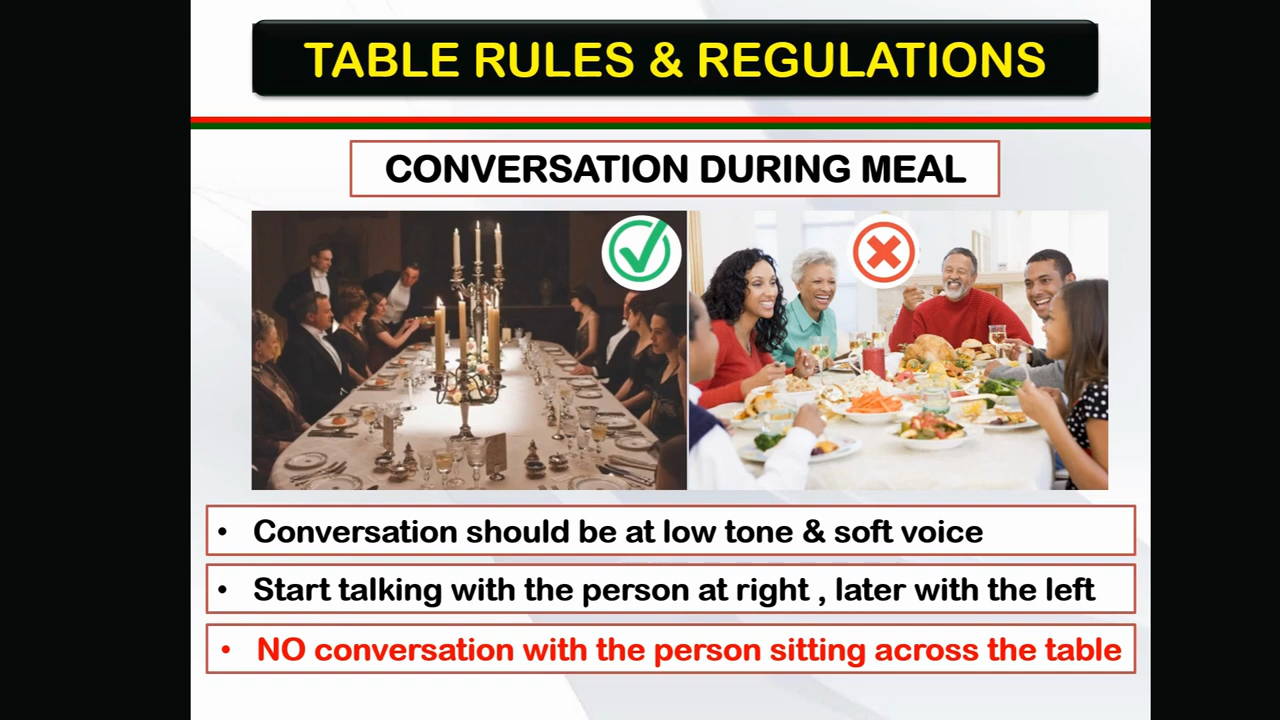 TABLE RULES & REGULATIONS
CONVERSATION DURING MEAL
• Conversation should be at low tone & soft voice
• Start talking with the person at right , later with the left
• NO conversation with the person sitting across the table